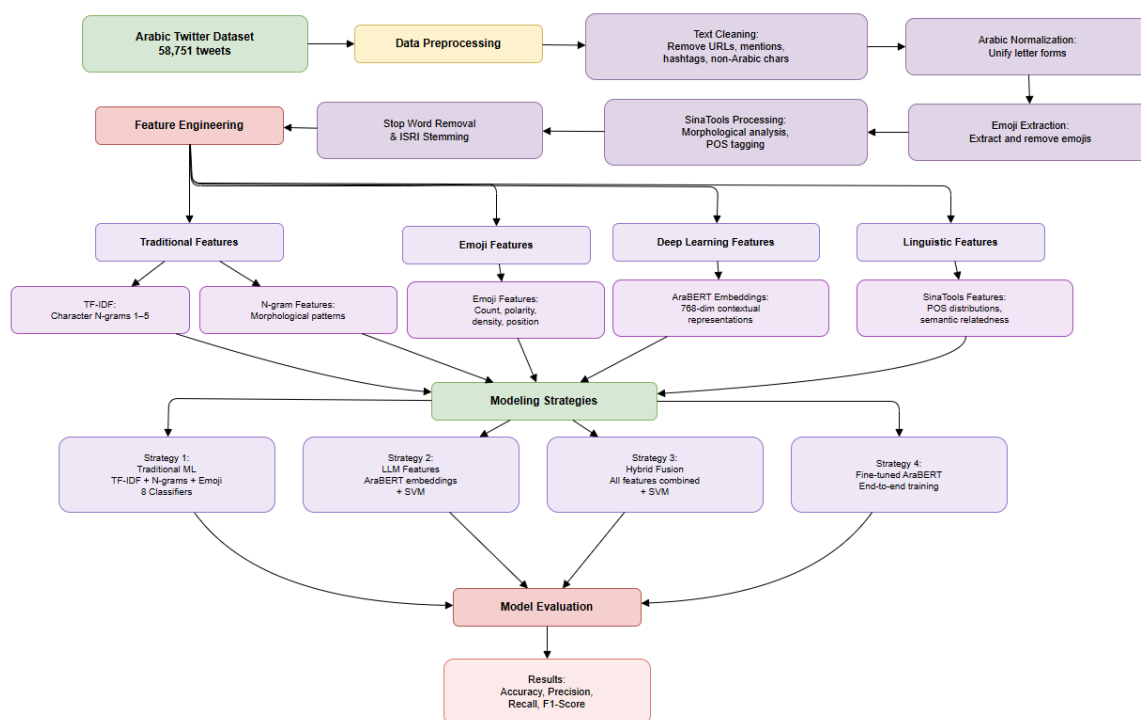 Arabic Twitter Dataset
58,751 tweets
Data Preprocessing
Text Cleaning:
Remove URLs, mentions,
hashtags, non-Arabic chars
Arabic Normalization:
Unify letter forms
Feature Engineering
Stop Word Removal
& ISRI Stemming
SinaTools Processing:
Morphological analysis,
POS tagging
Emoji Extraction:
Extract and remove emojis
Traditional Features
Emoji Features
Deep Learning Features
Linguistic Features
TF-IDF:
Character N-grams 1–5
N-gram Features:
Morphological patterns
Emoji Features:
Count, polarity,
density, position
AraBERT Embeddings:
768-dim contextual
representations
SinaTools Features:
POS distributions,
semantic relatedness
Modeling Strategies
Strategy 1:
Traditional ML
TF-IDF + N-grams + Emoji
8 Classifiers
Strategy 2:
LLM Features
AraBERT embeddings
+ SVM
Strategy 3:
Hybrid Fusion
All features combined
+ SVM
Strategy 4:
Fine-tuned AraBERT
End-to-end training
Model Evaluation
Results:
Accuracy, Precision,
Recall, F1-Score